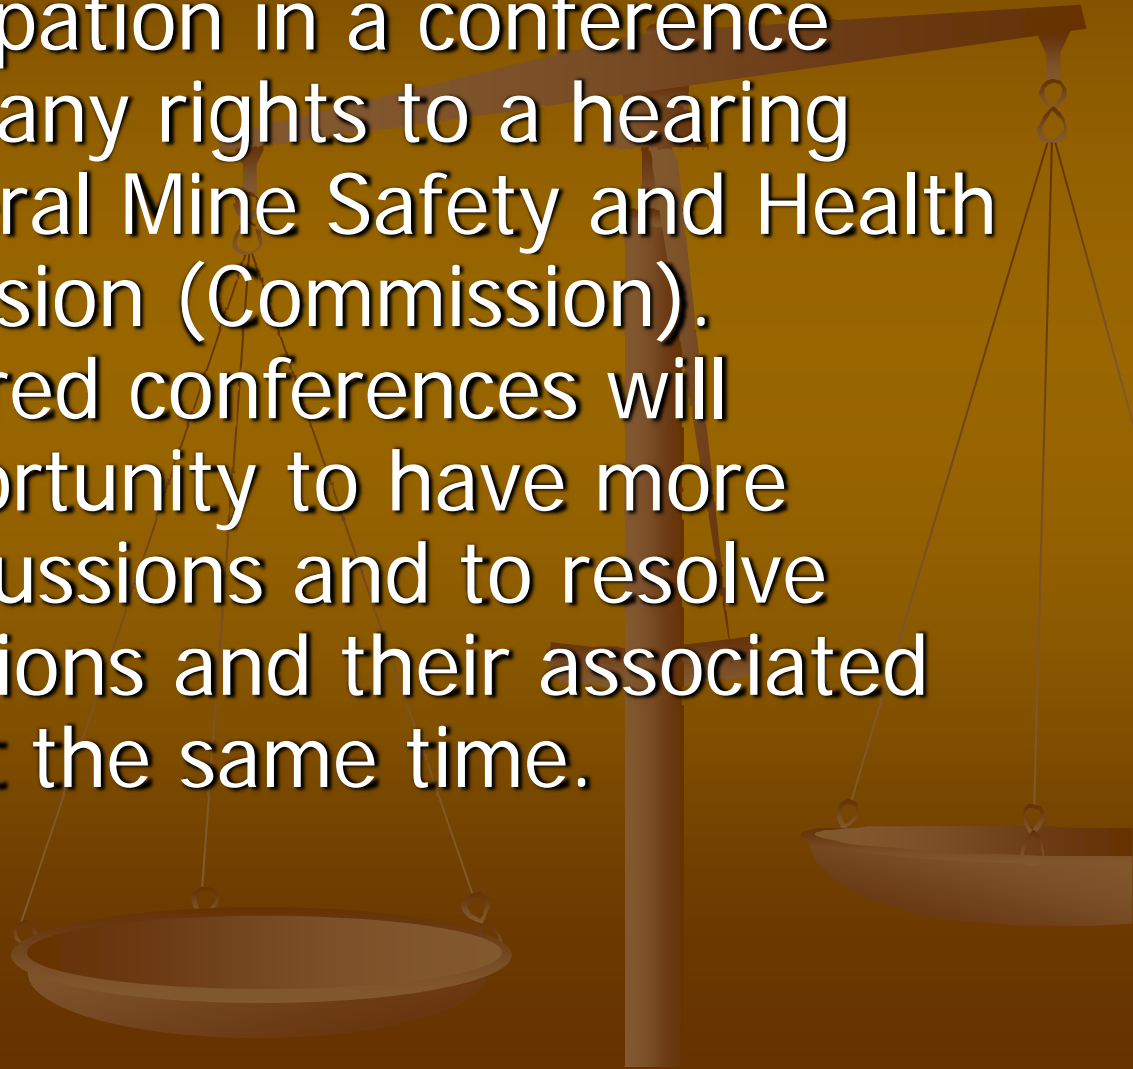 pation in a conference
any rights to a hearing
ral Mine Safety and Health
sion (Commission).
red conferences will
ortunity to have more
ussions and to resolve
ions and their associated
t the same time.